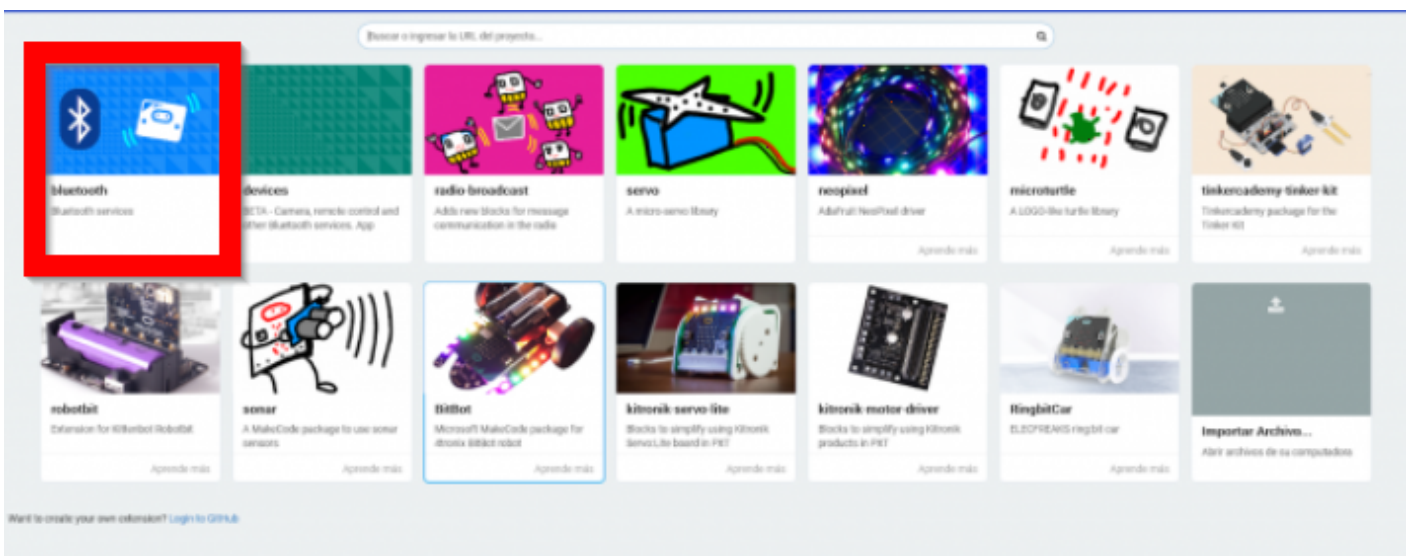 Buscar o ingresar la URL del proyecto...
bluetooth
Bluetooth services
devices
BETA - Camera, remote control and
other Bluetooth services. App
radio-broadcast
Adds new blocks for message
communication in the radio
servo
A micro-servo library
neopixel
AdaFruit NeoPixel driver
Aprende más
microturtle
A LOGO-like turtle library
Aprende más
tinkercademy-tinker-kit
Tinkercademy package for the
Tinker Kit
Aprende más
robotbit
Extension for Kittenbot Robotbit
Aprende más
sonar
A MakeCode package to use sonar
sensors
Aprende más
BitBot
Microsoft MakeCode package for
4tronix BitBot robot
Aprende más
kitronik-servo-lite
Blocks to simplify using Kitronik
Servo:Lite board in PXT
Aprende más
kitronik-motor-driver
Blocks to simplify using Kitronik
products in PXT
Aprende más
RingbitCar
ELECFREAKS ring:bit car
Aprende más
Importar Archivo...
Abrir archivos de su computadora
Want to create your own extension? Login to GitHub